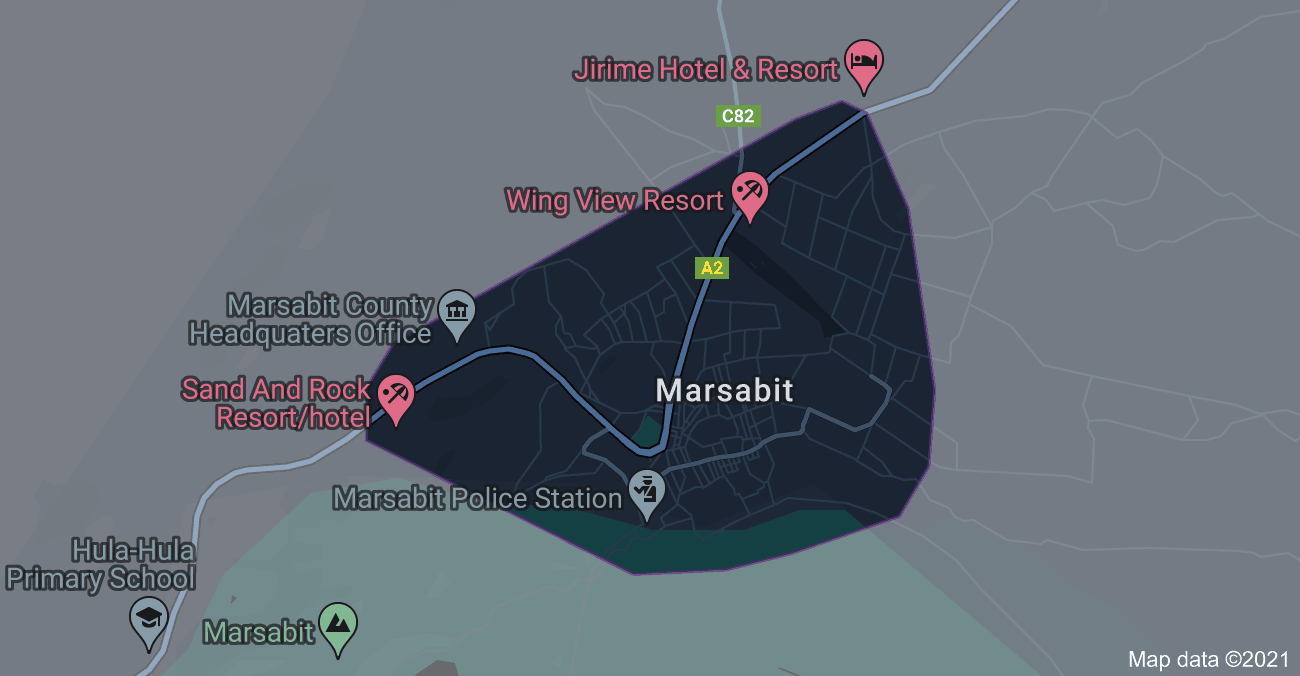 Jirime Hotel & Resort
C82
Wing View Resort
A2
Marsabit County
Headquaters Office
Sand And Rock
Resort/hotel
Marsabit
Marsabit Police Station
Hula-Hula
Primary School
Marsabit
Map data ©2021